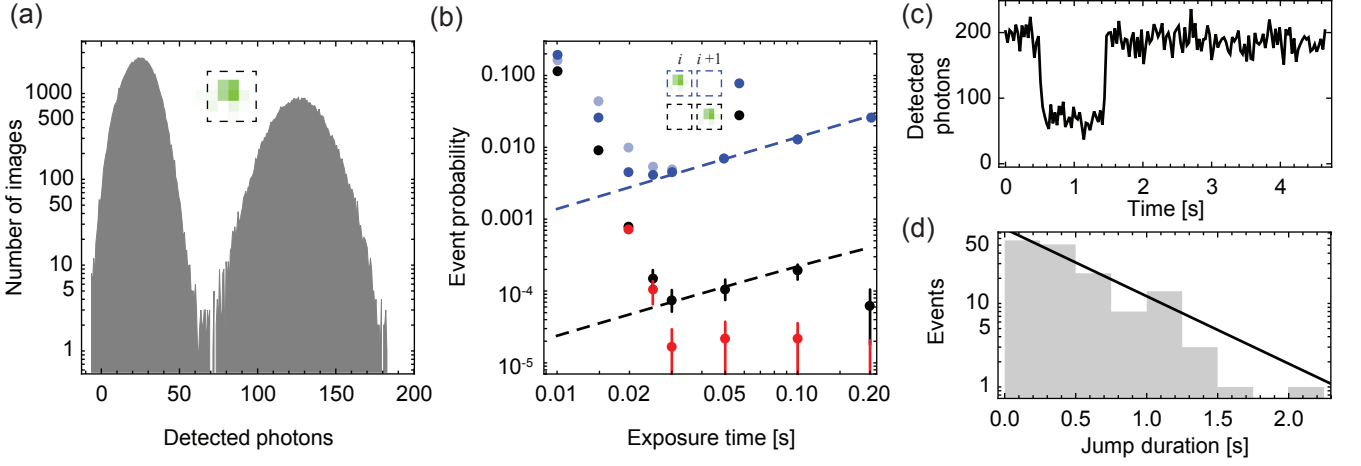 (a)
Number of images
1000
500
100
50
10
5
1
0
50
100
150
200
Detected photons
(b)
Event probability
0.100
0.010
0.001
10⁻⁴
10⁻⁵
i
i+1
0.01
0.02
0.05
0.10
0.20
Exposure time [s]
(c)
Detected
photons
200
100
0
0
1
2
3
4
Time [s]
(d)
Events
50
10
5
1
0.0
0.5
1.0
1.5
2.0
Jump duration [s]